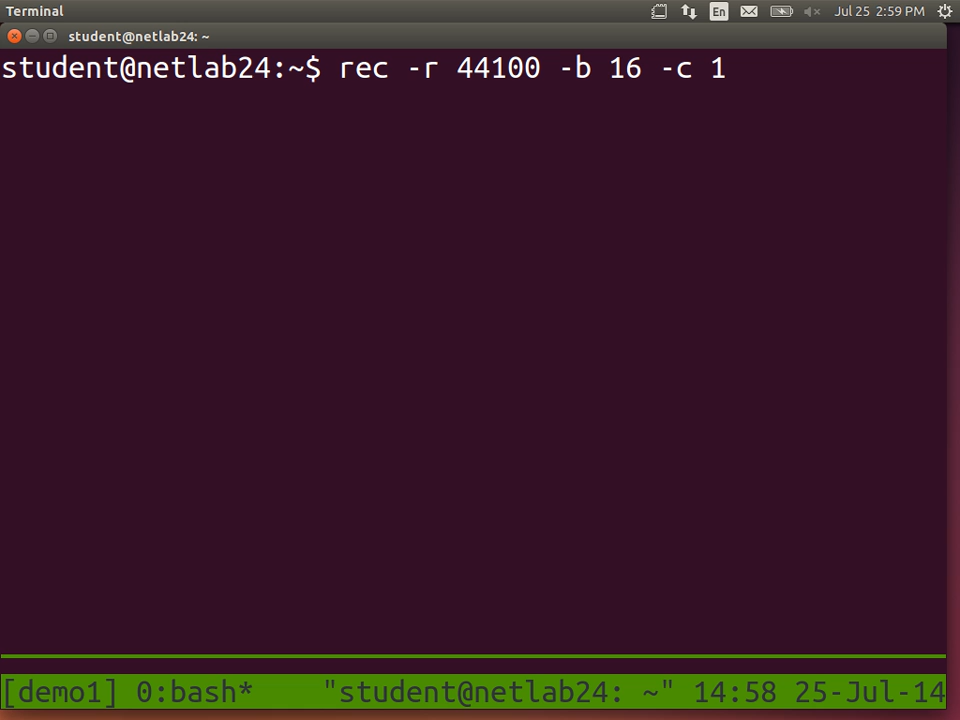 Terminal
En
Jul 25 2:59 PM
student@netlab24: ~
student@netlab24:~$ rec -r 44100 -b 16 -c 1
[demo1] 0:bash* "student@netlab24: ~" 14:58 25-Jul-14